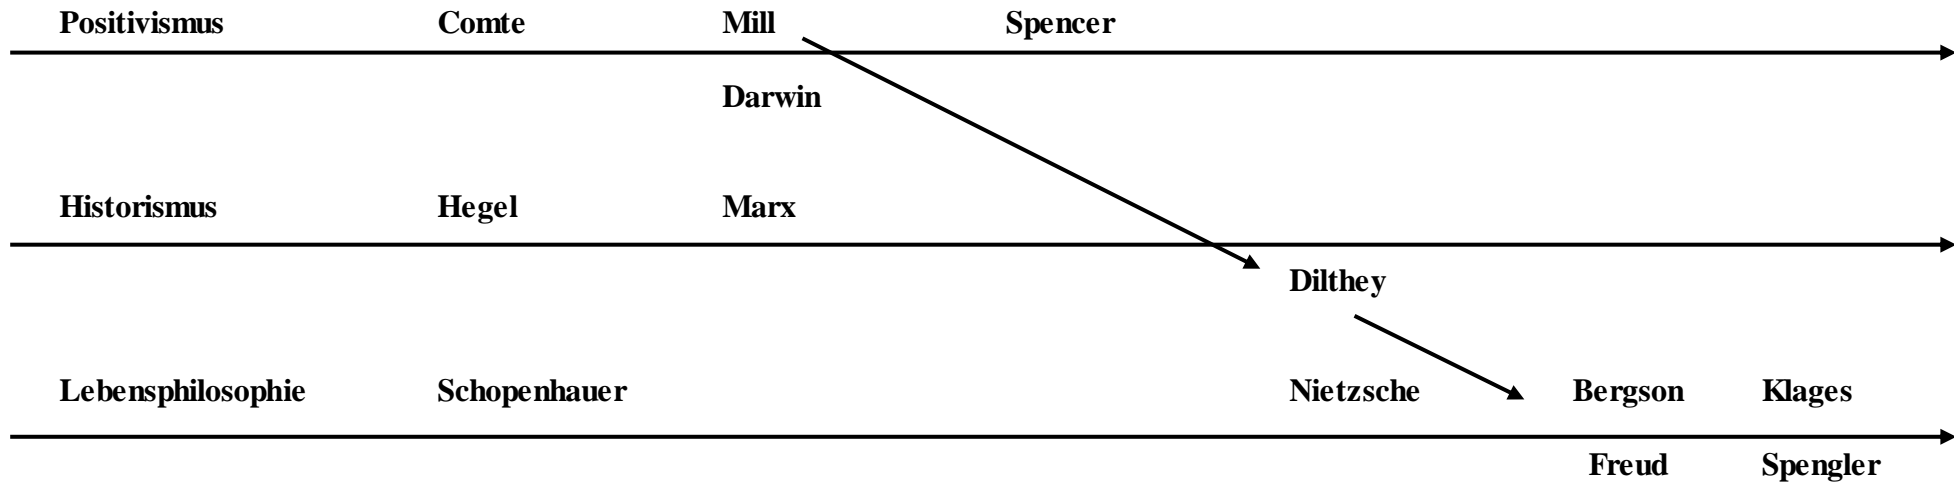 Positivismus Comte Mill Spencer
Darwin
Historismus Hegel Marx
Dilthey
Lebensphilosophie Schopenhauer Nietzsche Bergson Klages
Freud Spengler